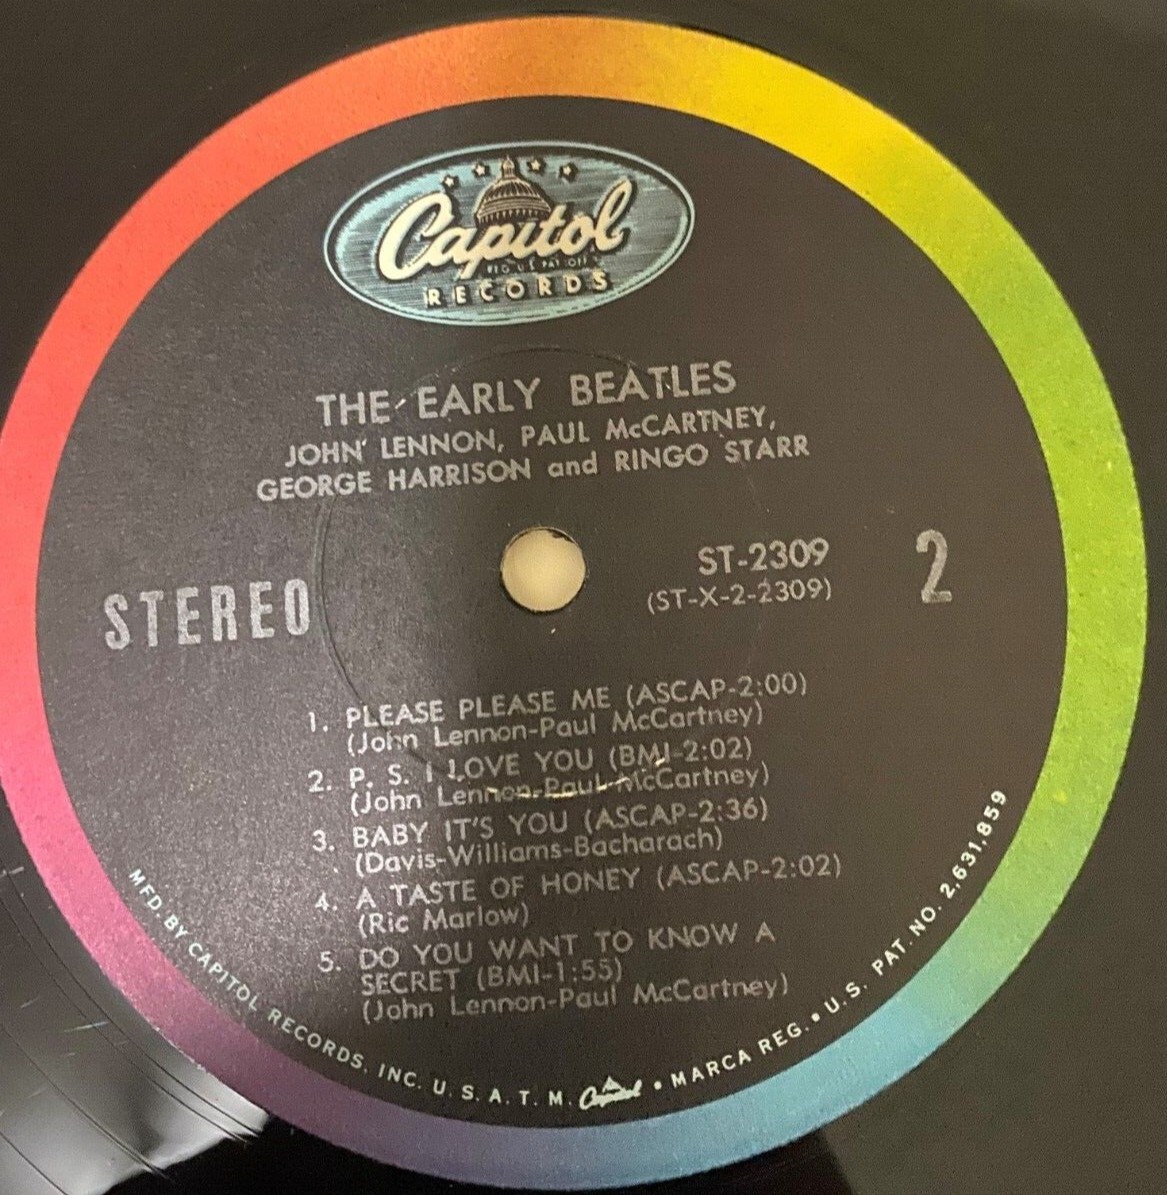 Capitol
REG. U.S. PAT. OFF.
RECORDS
THE EARLY BEATLES
JOHN LENNON, PAUL McCARTNEY,
GEORGE HARRISON and RINGO STARR
STEREO
ST-2309
(ST-X-2-2309)
2
1. PLEASE PLEASE ME (ASCAP-2:00)
(John Lennon-Paul McCartney)
2. P. S. I LOVE YOU (BMI-2:02)
(John Lennon-Paul McCartney)
3. BABY IT'S YOU (ASCAP-2:36)
(Davis-Williams-Bacharach)
4. A TASTE OF HONEY (ASCAP-2:02)
(Ric Marlow)
5. DO YOU WANT TO KNOW A
SECRET (BMI-1:55)
(John Lennon-Paul McCartney)
MFD. BY CAPITOL RECORDS, INC. U. S. A. T. M. Capitol • MARCA REG. • U.S. PAT. NO. 2,631,859